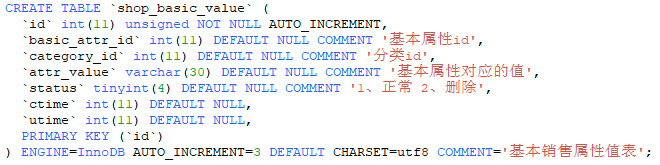 CREATE TABLE `shop_basic_value` (
  `id` int(11) unsigned NOT NULL AUTO_INCREMENT,
  `basic_attr_id` int(11) DEFAULT NULL COMMENT '基本属性id',
  `category_id` int(11) DEFAULT NULL COMMENT '分类id',
  `attr_value` varchar(30) DEFAULT NULL COMMENT '基本属性对应的值',
  `status` tinyint(4) DEFAULT NULL COMMENT '1、正常 2、删除',
  `ctime` int(11) DEFAULT NULL,
  `utime` int(11) DEFAULT NULL,
  PRIMARY KEY (`id`)
) ENGINE=InnoDB AUTO_INCREMENT=3 DEFAULT CHARSET=utf8 COMMENT='基本销售属性值表';